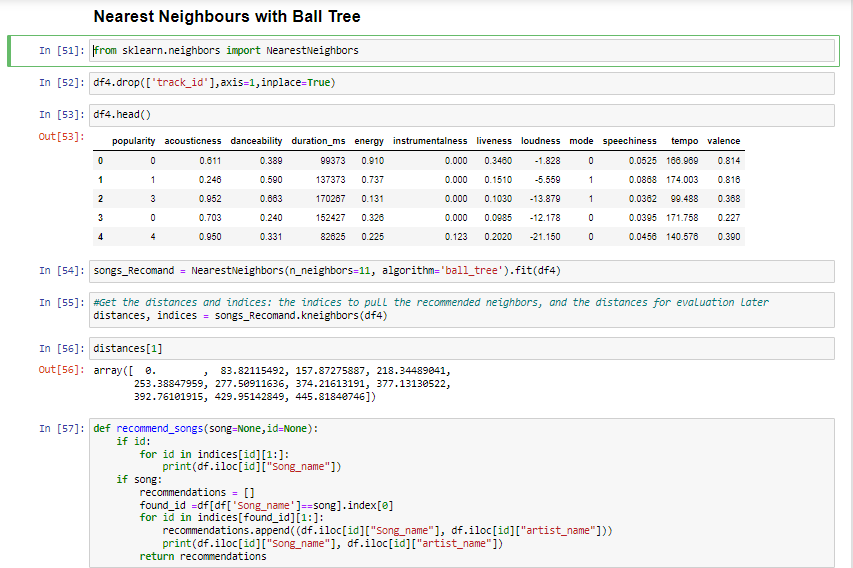 Nearest Neighbours with Ball Tree
In [51]: from sklearn.neighbors import NearestNeighbors
In [52]: df4.drop(['track_id'],axis=1,inplace=True)
In [53]: df4.head()
Out[53]:
popularity acousticness danceability duration_ms energy instrumentalness liveness loudness mode speechiness tempo valence
0 0 0.611 0.389 99373 0.910 0.000 0.3460 -1.828 0 0.0525 166.969 0.814
1 1 0.246 0.590 137373 0.737 0.000 0.1510 -5.559 1 0.0868 174.003 0.816
2 3 0.952 0.663 170267 0.131 0.000 0.1030 -13.879 1 0.0362 99.488 0.368
3 0 0.703 0.240 152427 0.326 0.000 0.0985 -12.178 0 0.0395 171.758 0.227
4 4 0.950 0.331 82625 0.225 0.123 0.2020 -21.150 0 0.0456 140.576 0.390
In [54]: songs_Recomand = NearestNeighbors(n_neighbors=11, algorithm='ball_tree').fit(df4)
In [55]: #Get the distances and indices: the indices to pull the recommended neighbors, and the distances for evaluation later
distances, indices = songs_Recomand.kneighbors(df4)
In [56]: distances[1]
Out[56]: array([ 0. , 83.82115492, 157.87275887, 218.34489041,
253.38847959, 277.50911636, 374.21613191, 377.13130522,
392.76101915, 429.95142849, 445.81840746])
In [57]: def recommend_songs(song=None,id=None):
if id:
for id in indices[id][1:]:
print(df.iloc[id]["Song_name"])
if song:
recommendations = []
found_id =df[df['Song_name']==song].index[0]
for id in indices[found_id][1:]:
recommendations.append((df.iloc[id]["Song_name"], df.iloc[id]["artist_name"]))
print(df.iloc[id]["Song_name"], df.iloc[id]["artist_name"])
return recommendations